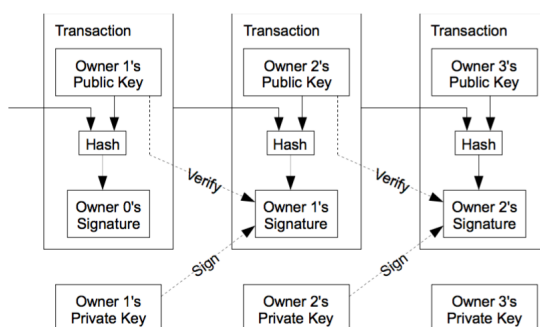 Transaction
Transaction
Transaction
Owner 1's
Public Key
Owner 2's
Public Key
Owner 3's
Public Key
Hash
Hash
Hash
Verify
Verify
Owner 0's
Signature
Owner 1's
Signature
Owner 2's
Signature
Sign
Sign
Owner 1's
Private Key
Owner 2's
Private Key
Owner 3's
Private Key